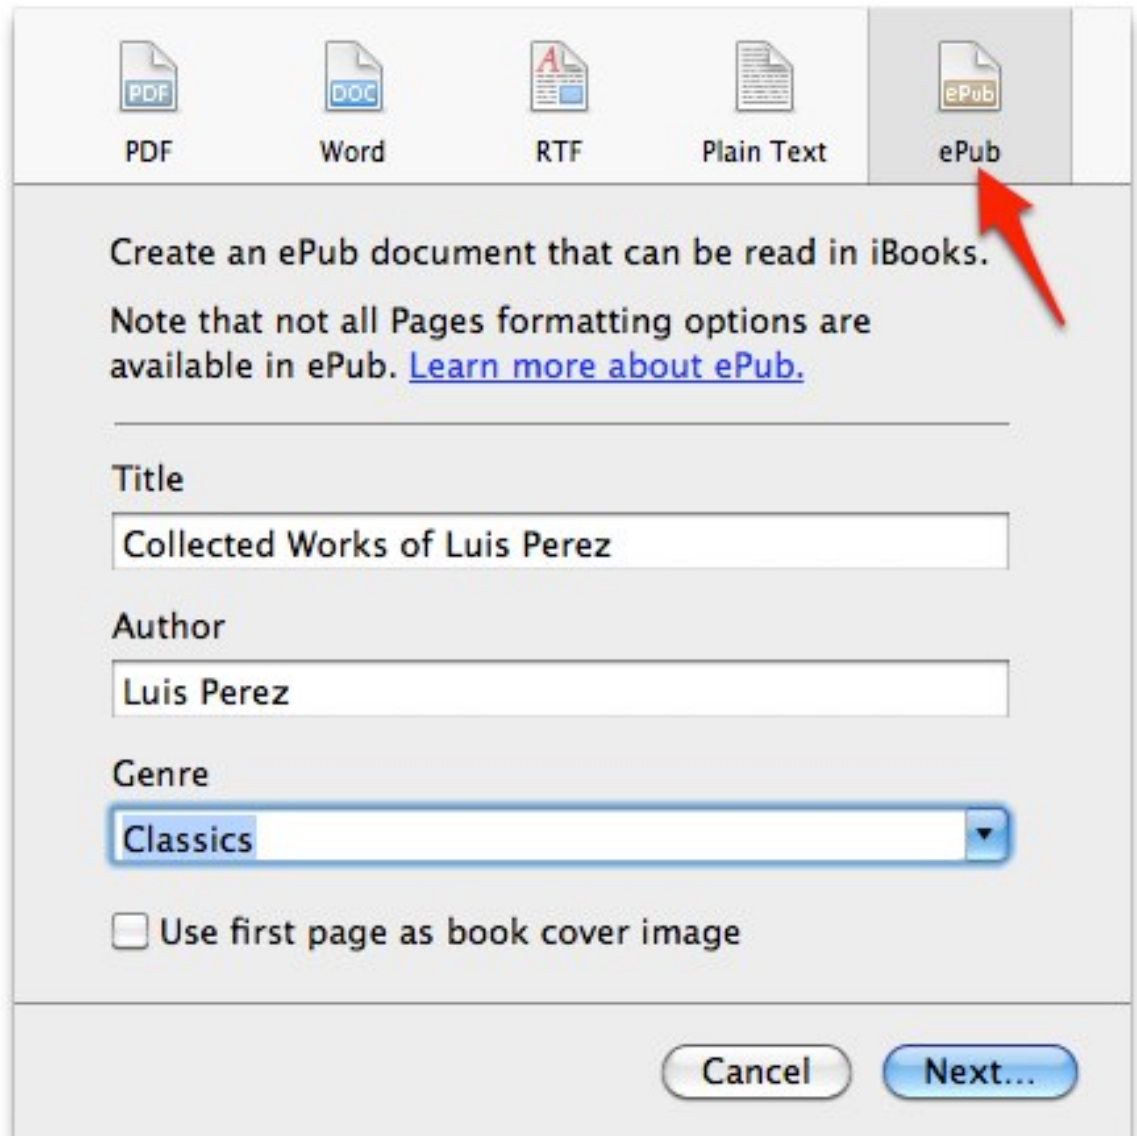 PDF DOC A ePub
PDF Word RTF Plain Text ePub
Create an ePub document that can be read in iBooks.
Note that not all Pages formatting options are
available in ePub. Learn more about ePub.
Title
Collected Works of Luis Perez
Author
Luis Perez
Genre
Classics
Use first page as book cover image
Cancel Next...